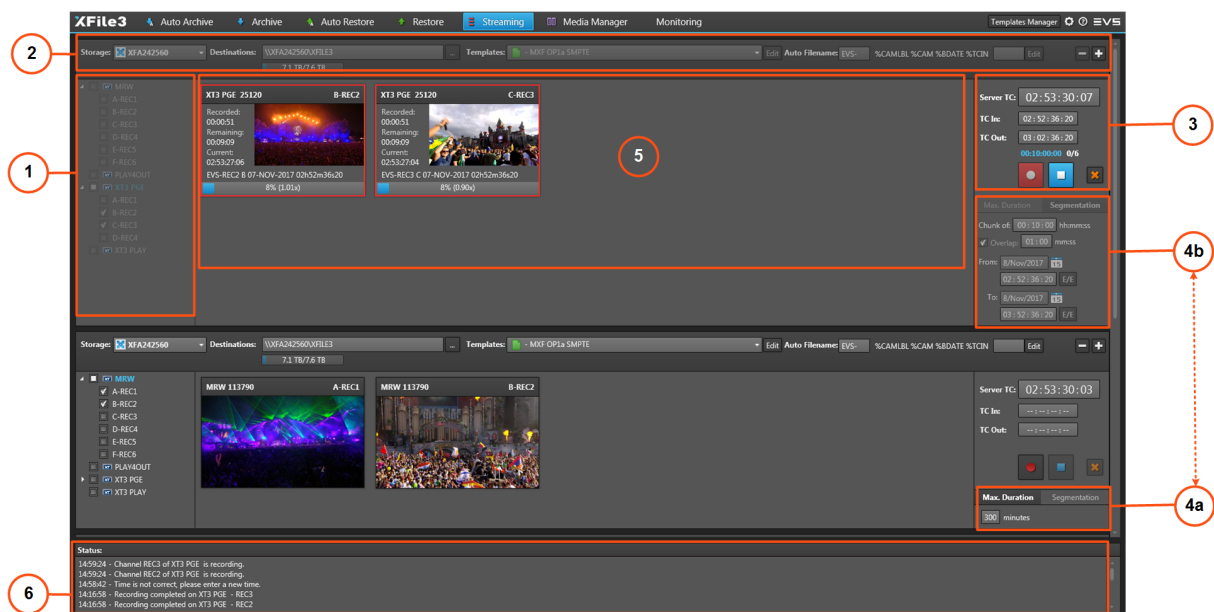 XFile3 Auto Archive Archive Auto Restore Restore Streaming Media Manager Monitoring Templates Manager EVS
2
Storage: XFA242560 Destinations: \\XFA242560\XFILE3 ... Templates: - MXF OP1a SMPTE Edit Auto Filename: EVS- %CAMLBL %CAM %BDATE %TCIN Edit
7.1 TB/7.6 TB
1
MRW
A-REC1
B-REC2
C-REC3
D-REC4
E-REC5
F-REC6
PLAY4OUT
XT3 PGE
A-REC1
B-REC2
C-REC3
D-REC4
XT3 PLAY
XT3 PGE 25120 B-REC2
Recorded:
00:00:51
Remaining:
00:09:09
Current:
02:53:27:06
EVS-REC2 B 07-NOV-2017 02h52m36s20
8% (1.01x)
XT3 PGE 25120 C-REC3
Recorded:
00:00:51
Remaining:
00:09:09
Current:
02:53:27:04
EVS-REC3 C 07-NOV-2017 02h52m36s20
8% (0.90x)
5
Server TC: 02:53:30:07
TC In: 02:52:36:20
TC Out: 03:02:36:20
00:10:00:00 0/6
3
Max. Duration Segmentation
Chunk of: 00:10:00 hh:mm:ss
Overlap: 01:00 mm:ss
From: 8/Nov/2017 15
02:52:36:20 E/E
To: 8/Nov/2017 15
03:52:36:20 E/E
4b
Storage: XFA242560 Destinations: \\XFA242560\XFILE3 ... Templates: - MXF OP1a SMPTE Edit Auto Filename: EVS- %CAMLBL %CAM %BDATE %TCIN Edit
7.1 TB/7.6 TB
MRW
A-REC1
B-REC2
C-REC3
D-REC4
E-REC5
F-REC6
PLAY4OUT
XT3 PGE
XT3 PLAY
MRW 113790 A-REC1
MRW 113790 B-REC2
Server TC: 02:53:30:03
TC In: --:--:--:--
TC Out: --:--:--:--
Max. Duration Segmentation
300 minutes
4a
Status:
14:59:24 - Channel REC3 of XT3 PGE is recording.
14:59:24 - Channel REC2 of XT3 PGE is recording.
14:58:42 - Time is not correct, please enter a new time.
14:16:58 - Recording completed on XT3 PGE - REC3
14:16:58 - Recording completed on XT3 PGE - REC2
6